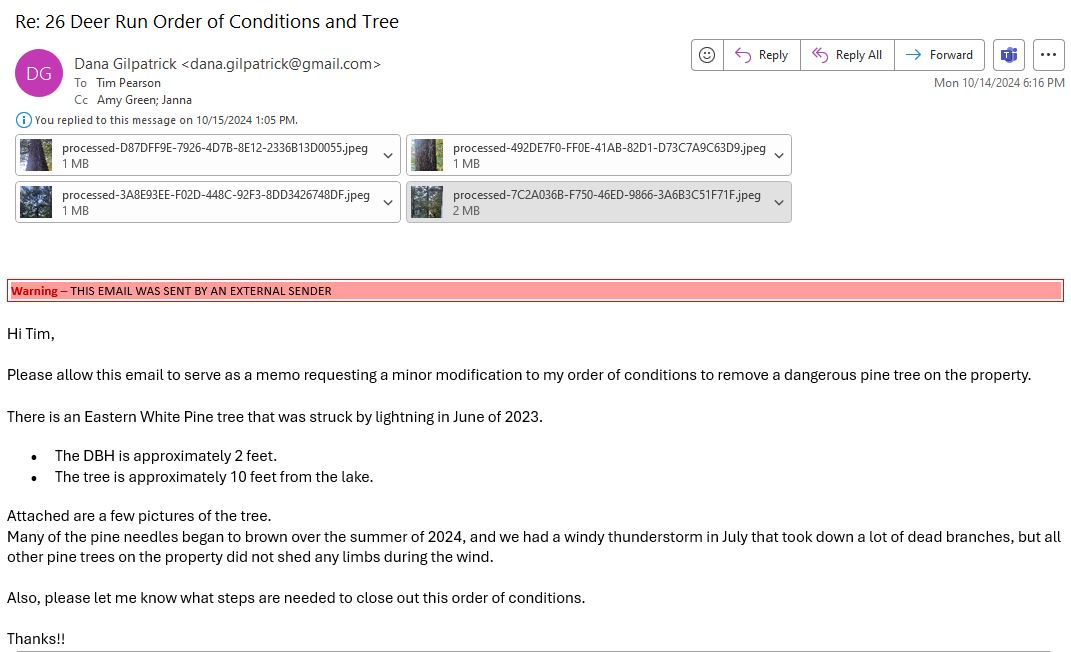 Re: 26 Deer Run Order of Conditions and Tree
DG
Dana Gilpatrick <dana.gilpatrick@gmail.com>
To Tim Pearson
Cc Amy Green; Janna
Reply
Reply All
Forward
Mon 10/14/2024 6:16 PM
You replied to this message on 10/15/2024 1:05 PM.
processed-D87DFF9E-7926-4D7B-8E12-2336B13D0055.jpeg
1 MB
processed-492DE7F0-FF0E-41AB-82D1-D73C7A9C63D9.jpeg
1 MB
processed-3A8E93EE-F02D-448C-92F3-8DD3426748DF.jpeg
1 MB
processed-7C2A036B-F750-46ED-9866-3A6B3C51F71F.jpeg
2 MB
Warning – THIS EMAIL WAS SENT BY AN EXTERNAL SENDER
Hi Tim,
Please allow this email to serve as a memo requesting a minor modification to my order of conditions to remove a dangerous pine tree on the property.
There is an Eastern White Pine tree that was struck by lightning in June of 2023.
• The DBH is approximately 2 feet.
• The tree is approximately 10 feet from the lake.
Attached are a few pictures of the tree.
Many of the pine needles began to brown over the summer of 2024, and we had a windy thunderstorm in July that took down a lot of dead branches, but all
other pine trees on the property did not shed any limbs during the wind.
Also, please let me know what steps are needed to close out this order of conditions.
Thanks!!